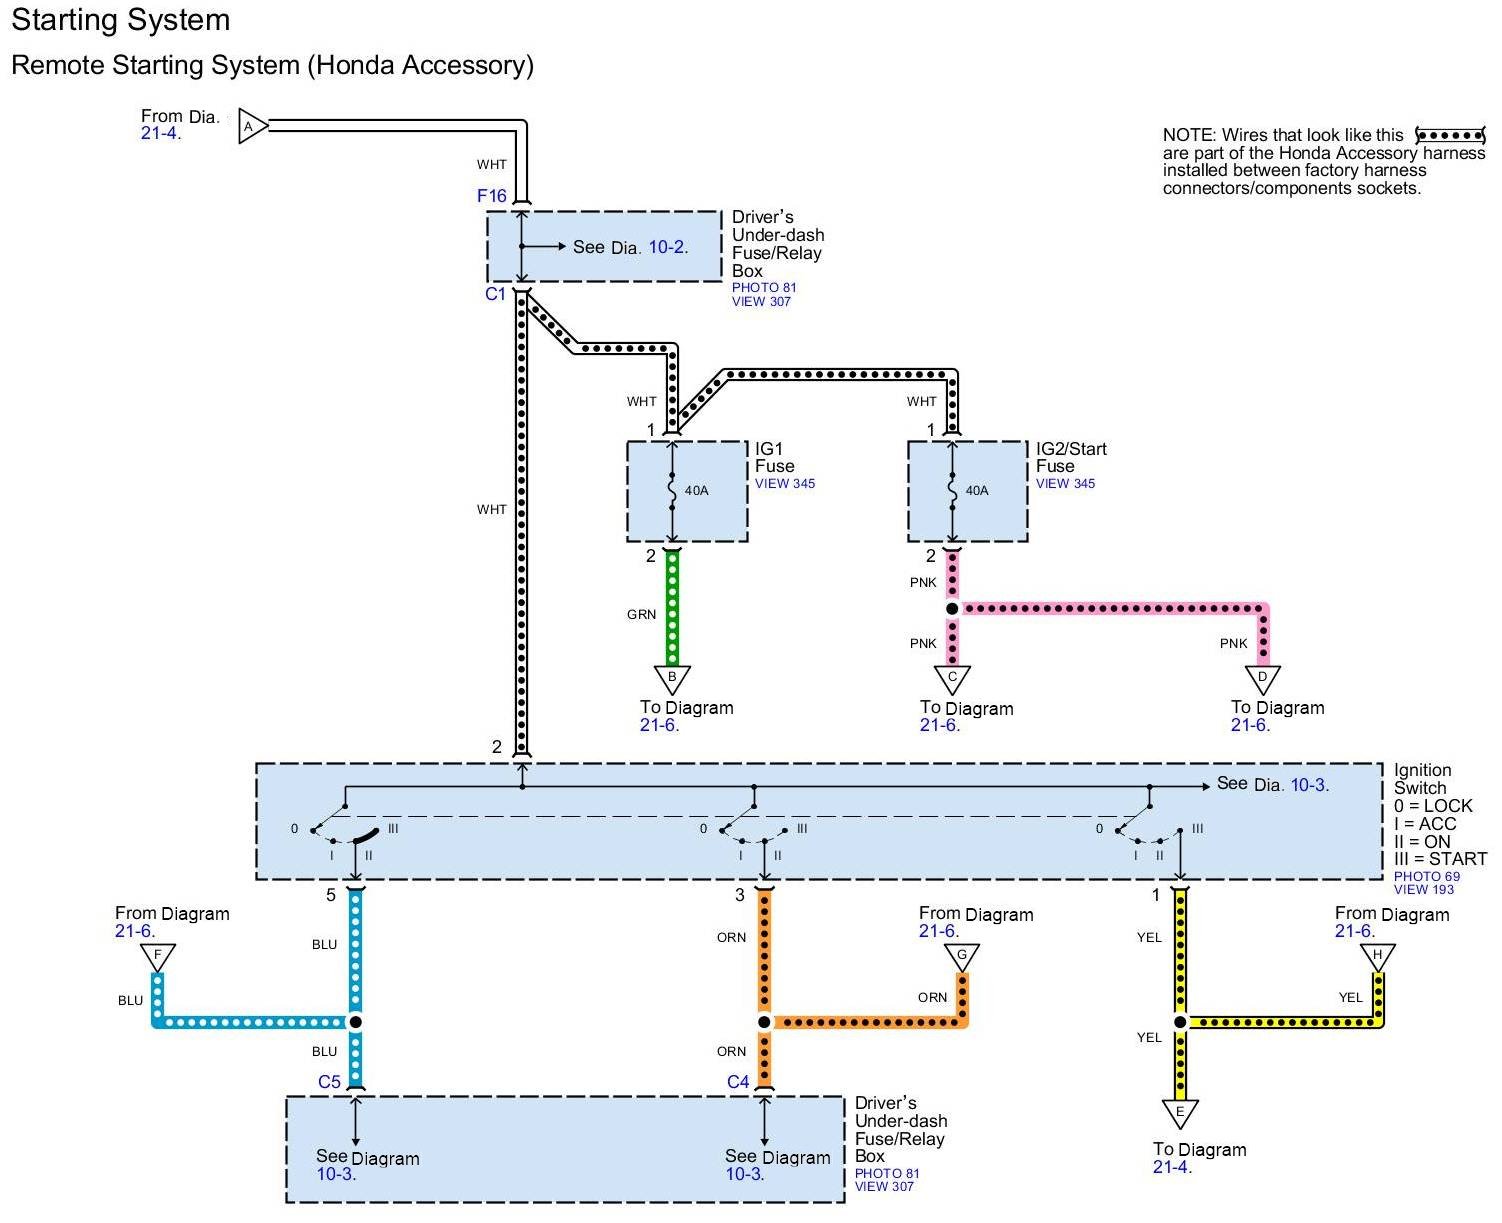 Starting System
Remote Starting System (Honda Accessory)
From Dia.
21-4.
A
NOTE: Wires that look like this
are part of the Honda Accessory harness
installed between factory harness
connectors/components sockets.
WHT
F16
Driver's
Under-dash
Fuse/Relay
Box
PHOTO 81
VIEW 307
See Dia. 10-2.
C1
WHT
WHT
1
1
IG1
Fuse
VIEW 345
40A
IG2/Start
Fuse
VIEW 345
40A
WHT
2
2
PNK
GRN
PNK
PNK
B
C
D
To Diagram
21-6.
To Diagram
21-6.
To Diagram
21-6.
2
See Dia. 10-3.
Ignition
Switch
0 = LOCK
I = ACC
II = ON
III = START
PHOTO 69
VIEW 193
0
III
I
II
0
III
I
II
0
III
I
II
5
3
1
From Diagram
21-6.
F
BLU
BLU
ORN
From Diagram
21-6.
G
ORN
YEL
From Diagram
21-6.
H
YEL
BLU
ORN
YEL
C5
C4
Driver's
Under-dash
Fuse/Relay
Box
PHOTO 81
VIEW 307
See Diagram
10-3.
See Diagram
10-3.
E
To Diagram
21-4.